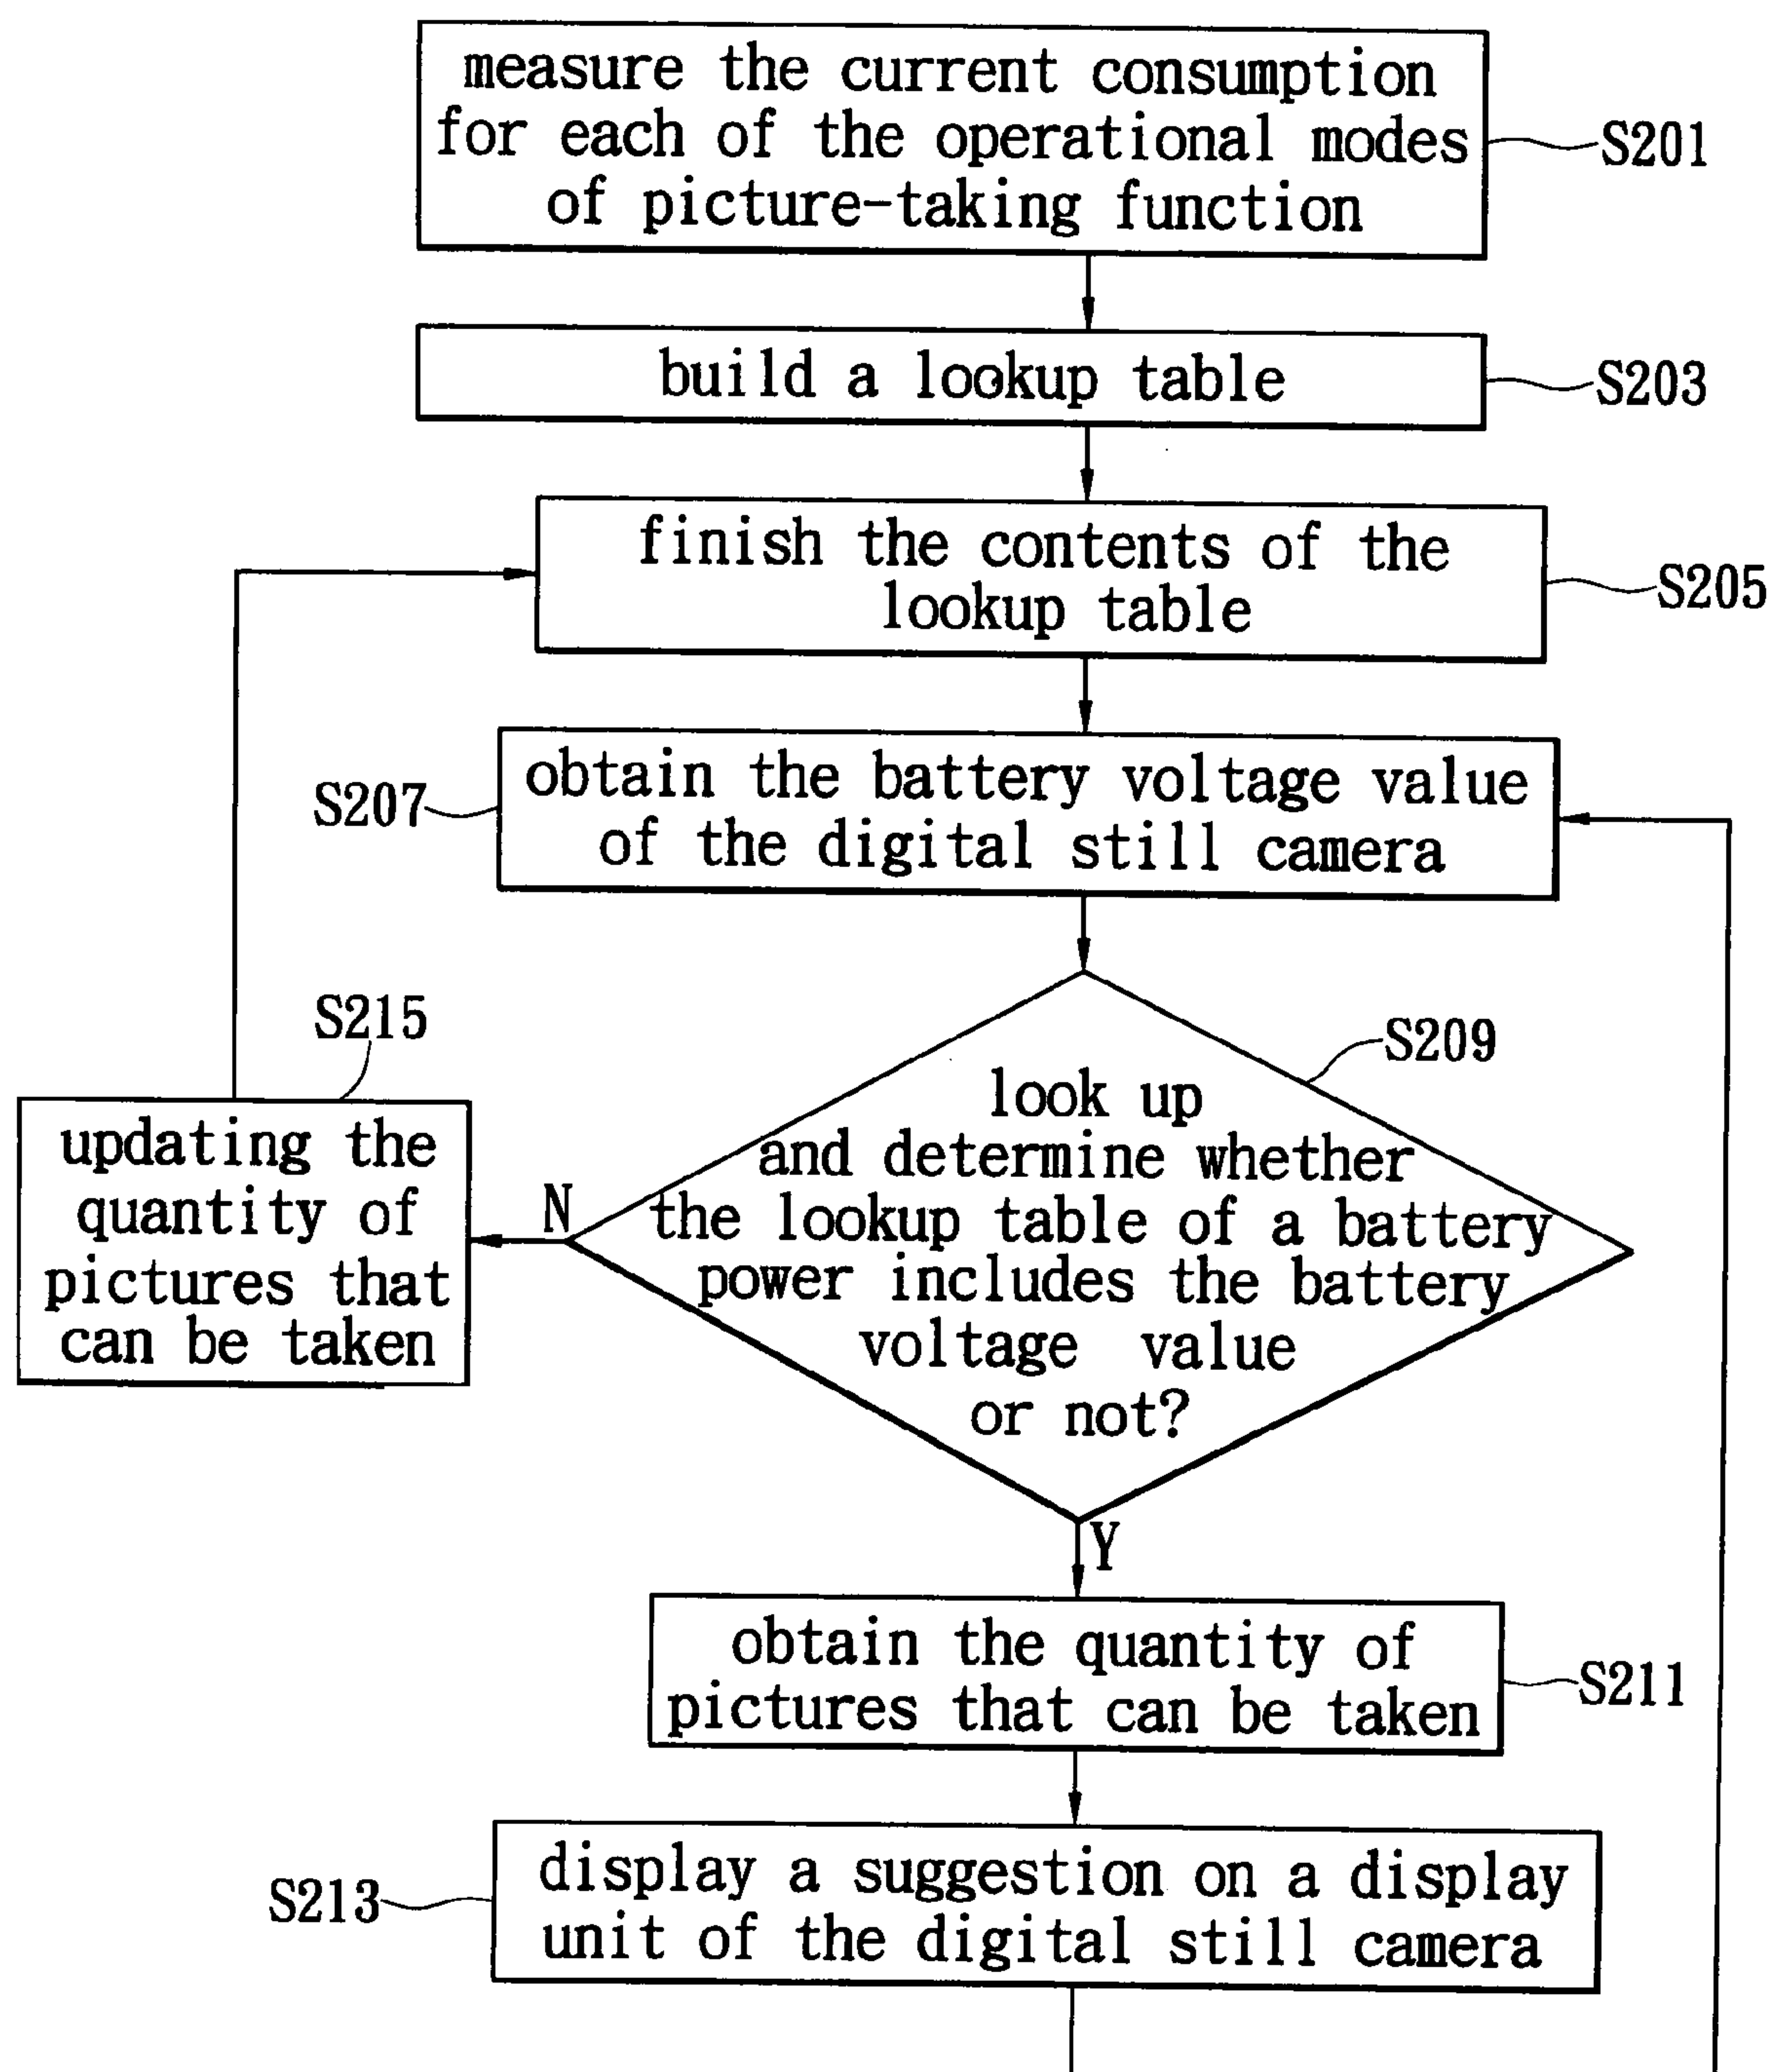 measure the current consumption
for each of the operational modes
of picture-taking function
S201
build a lookup table
S203
finish the contents of the
lookup table
S205
obtain the battery voltage value
of the digital still camera
S207
look up
and determine whether
the lookup table of a battery
power includes the battery
voltage value
or not?
S209
N
S215
updating the
quantity of
pictures that
can be taken
Y
obtain the quantity of
pictures that can be taken
S211
display a suggestion on a display
unit of the digital still camera
S213